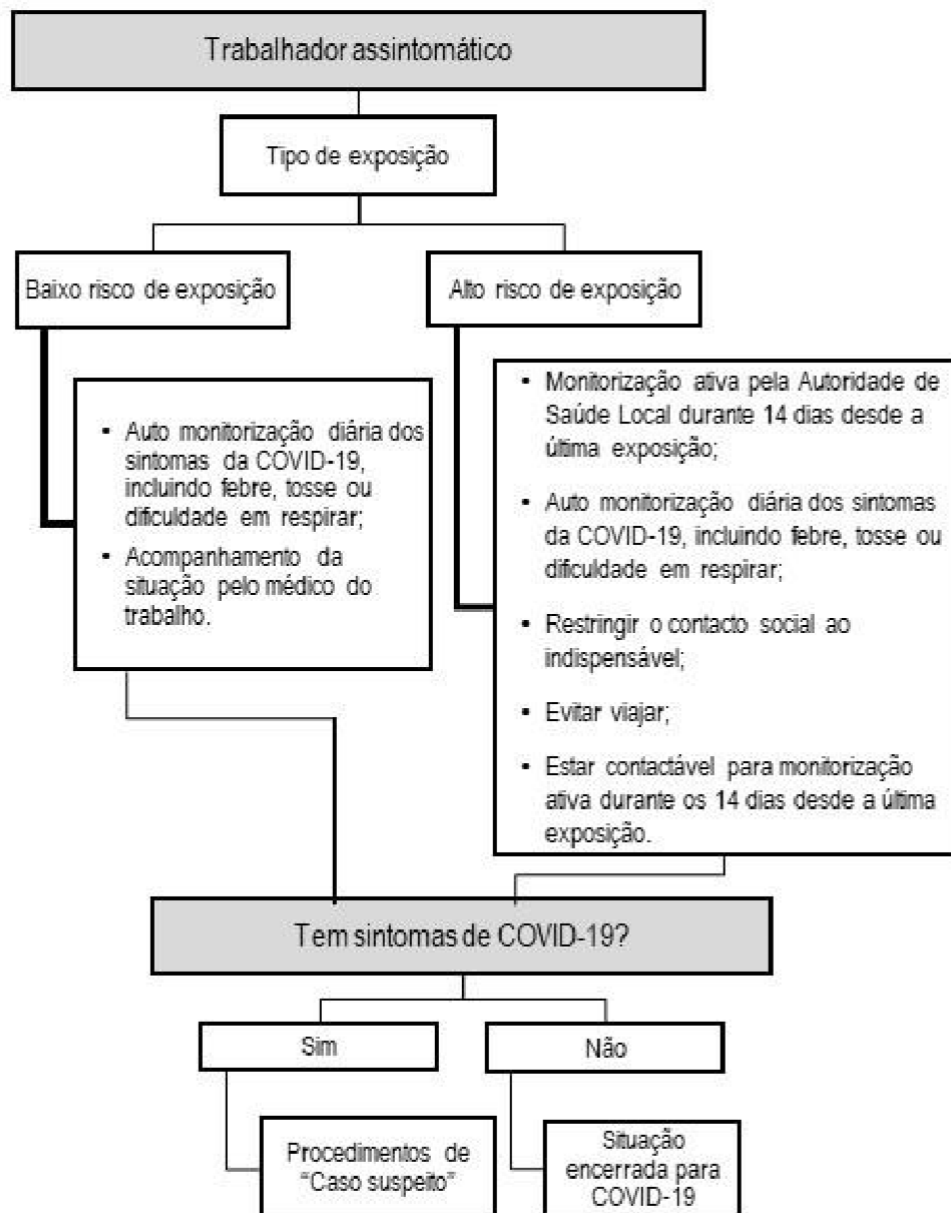 Trabalhador assintomático
Tipo de exposição
Baixo risco de exposição
Alto risco de exposição
• Auto monitorização diária dos
sintomas da COVID-19,
incluindo febre, tosse ou
dificuldade em respirar;
• Acompanhamento da
situação pelo médico do
trabalho.
• Monitorização ativa pela Autoridade de
Saúde Local durante 14 dias desde a
última exposição;
• Auto monitorização diária dos sintomas
da COVID-19, incluindo febre, tosse ou
dificuldade em respirar;
• Restringir o contacto social ao
indispensável;
• Evitar viajar;
• Estar contactável para monitorização
ativa durante os 14 dias desde a última
exposição.
Tem sintomas de COVID-19?
Sim
Não
Procedimentos de
“Caso suspeito”
Situação
encerrada para
COVID-19